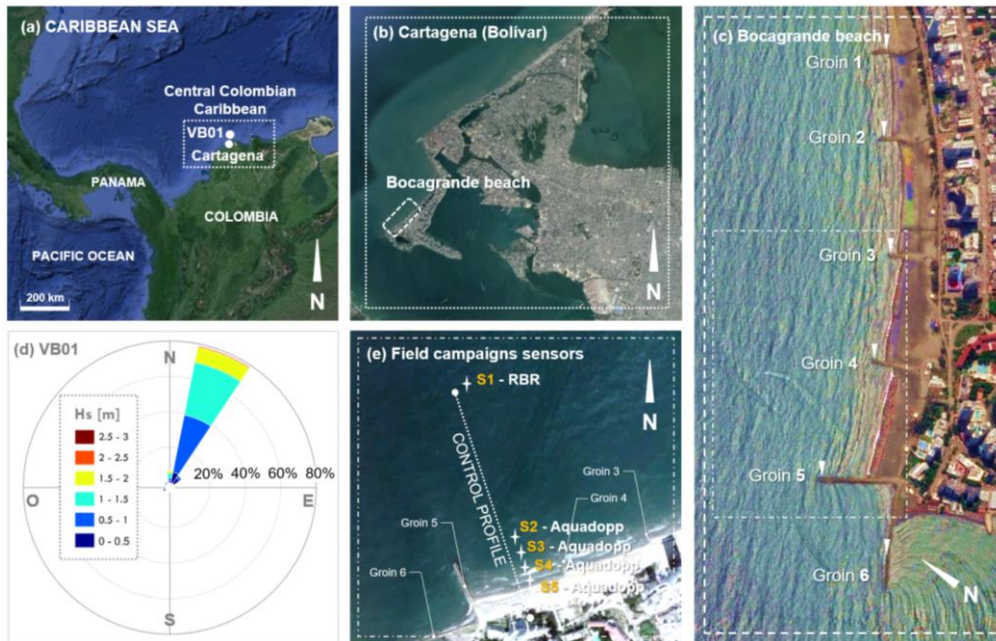 (a) CARIBBEAN SEA
Central Colombian
Caribbean
VB01
Cartagena
PANAMA
COLOMBIA
PACIFIC OCEAN
200 km
N
(b) Cartagena (Bolívar)
Bocagrande beach
N
(c) Bocagrande beach
Groin 1
Groin 2
Groin 3
Groin 4
Groin 5
Groin 6
N
(d) VB01
N
Hs [m]
2.5 - 3
2 - 2.5
1.5 - 2
1 - 1.5
0.5 - 1
0 - 0.5
20% 40% 60% 80%
O
E
S
(e) Field campaigns sensors
S1 - RBR
N
CONTROL PROFILE
Groin 3
Groin 4
Groin 5
Groin 6
S2 - Aquadopp
S3 - Aquadopp
S4 - Aquadopp
S5 - Aquadopp